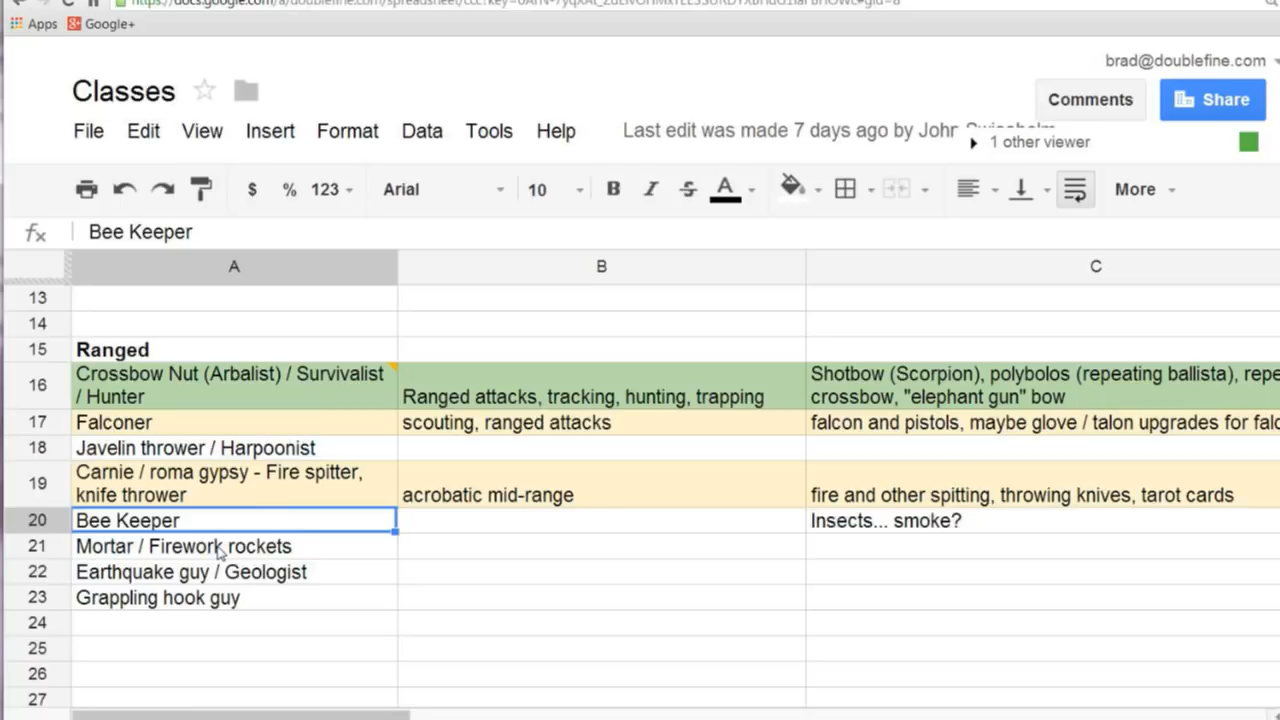 Apps Google+
brad@doublefine.com
Classes
Comments
Share
File Edit View Insert Format Data Tools Help
Last edit was made 7 days ago by John
1 other viewer
$ % 123 Arial 10 B I S A More
fx Bee Keeper
A B C
13
14
15 Ranged
16 Crossbow Nut (Arbalist) / Survivalist
/ Hunter
Ranged attacks, tracking, hunting, trapping
Shotbow (Scorpion), polybolos (repeating ballista),
crossbow, "elephant gun" bow
17 Falconer scouting, ranged attacks falcon and pistols, maybe glove / talon upgrades for
18 Javelin thrower / Harpoonist
19 Carnie / roma gypsy - Fire spitter,
knife thrower
acrobatic mid-range
fire and other spitting, throwing knives, tarot cards
20 Bee Keeper Insects... smoke?
21 Mortar / Firework rockets
22 Earthquake guy / Geologist
23 Grappling hook guy
24
25
26
27